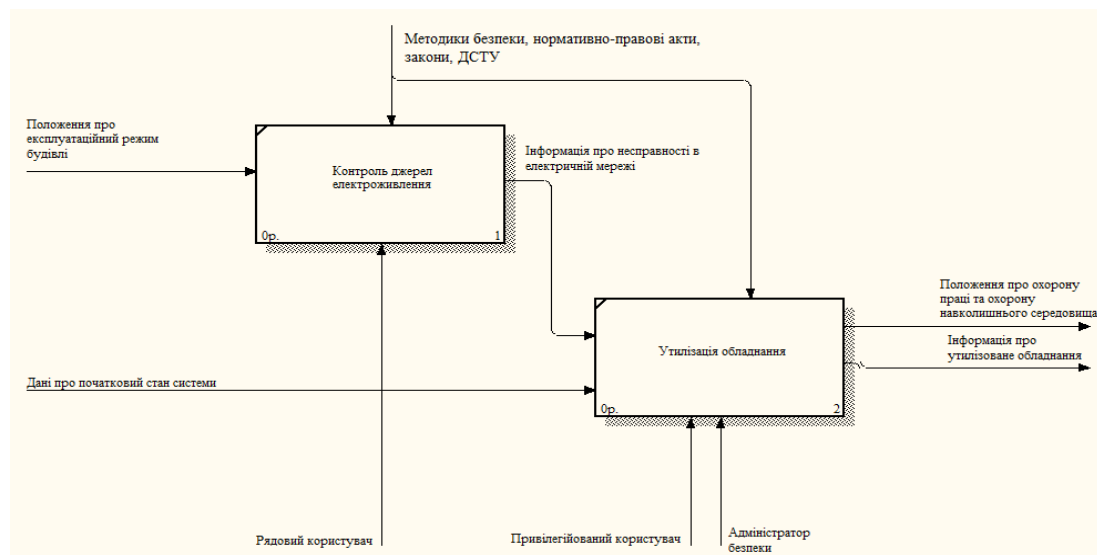 Методики безпеки, нормативно-правові акти,
закони, ДСТУ
Положення про
експлуатаційний режим
будівлі
Контроль джерел
електроживлення
0р.
1
Інформація про несправності в
електричній мережі
Положення про охорону
праці та охорону
навколишнього середовища
Утилізація обладнання
0р.
2
Інформація про
утилізоване обладнання
Дані про початковий стан системи
Рядовий користувач
Привілегійований користувач
Адміністратор
безпеки